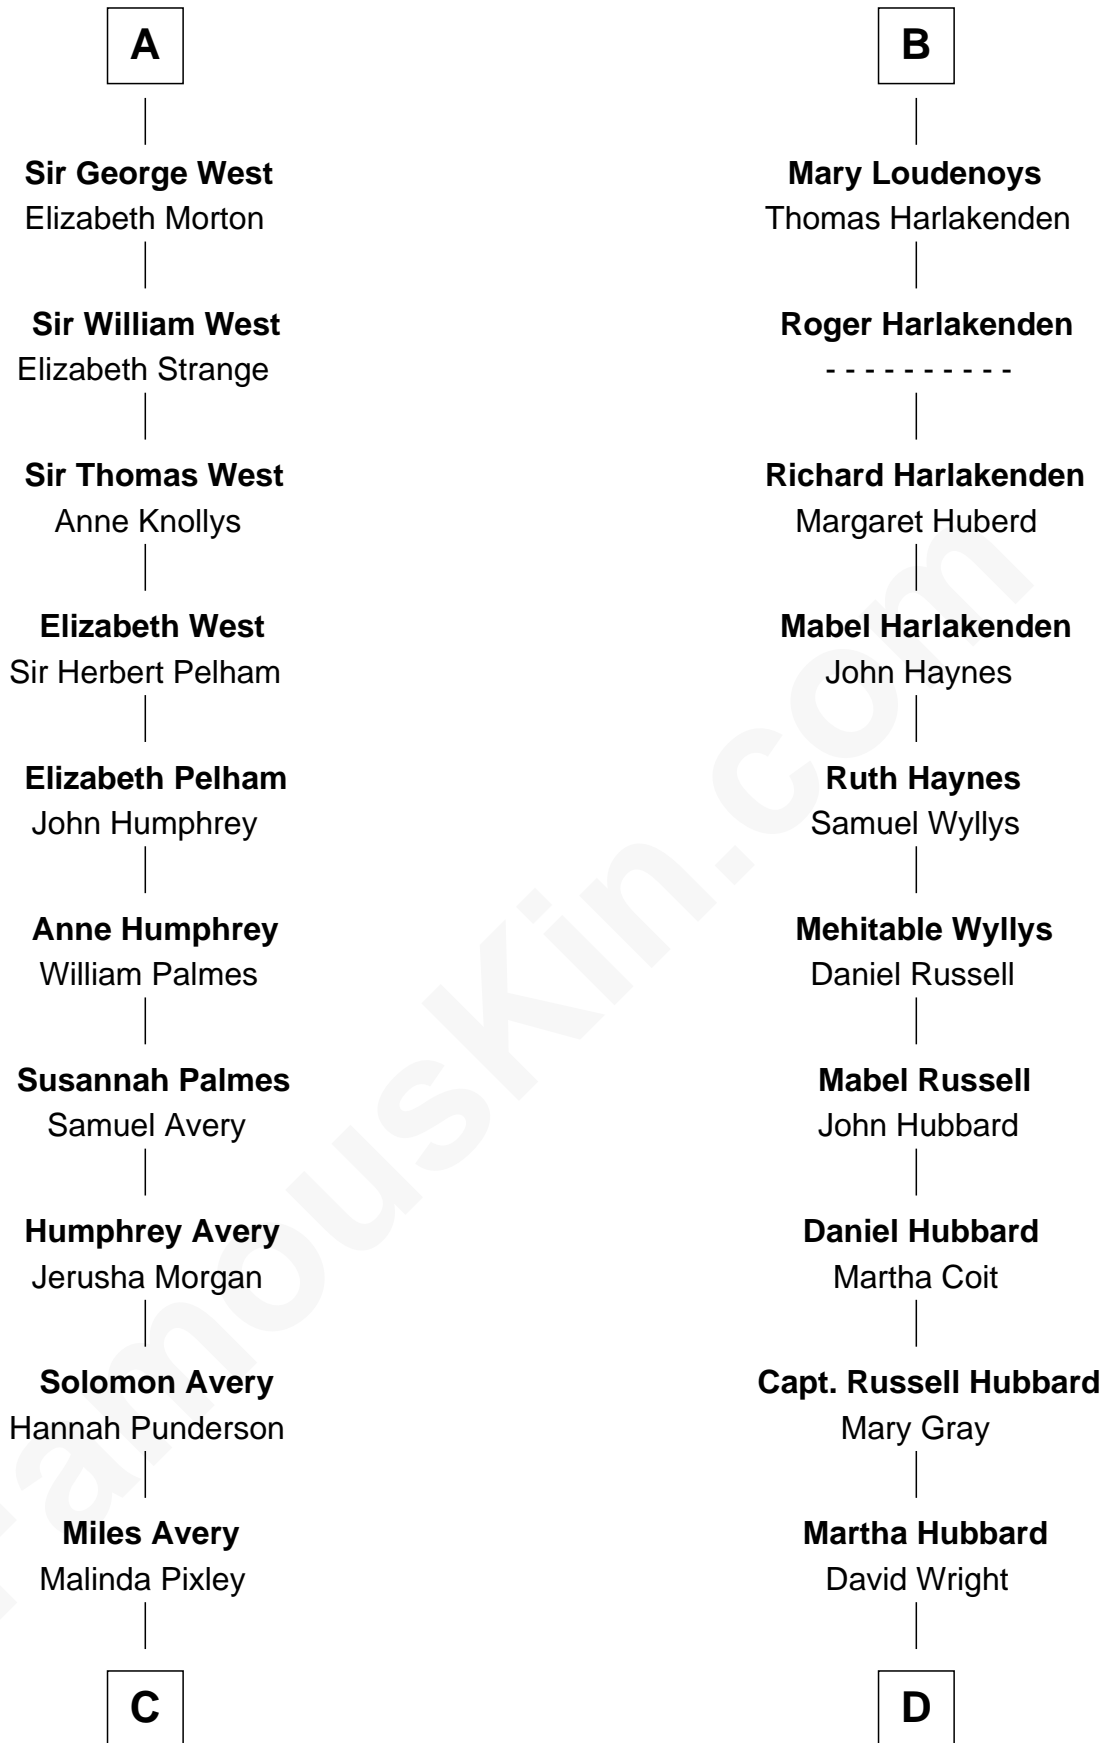 A
Sir George West
Elizabeth Morton
Sir William West
Elizabeth Strange
Sir Thomas West
Anne Knollys
Elizabeth West
Sir Herbert Pelham
Elizabeth Pelham
John Humphrey
Anne Humphrey
William Palmes
Susannah Palmes
Samuel Avery
Humphrey Avery
Jerusha Morgan
Solomon Avery
Hannah Punderson
Miles Avery
Malinda Pixley
C
B
Mary Loudenoys
Thomas Harlakenden
Roger Harlakenden
- - - - - - - - - -
Richard Harlakenden
Margaret Huberd
Mabel Harlakenden
John Haynes
Ruth Haynes
Samuel Wyllys
Mehitable Wyllys
Daniel Russell
Mabel Russell
John Hubbard
Daniel Hubbard
Martha Coit
Capt. Russell Hubbard
Mary Gray
Martha Hubbard
David Wright
D
FamousKin.com